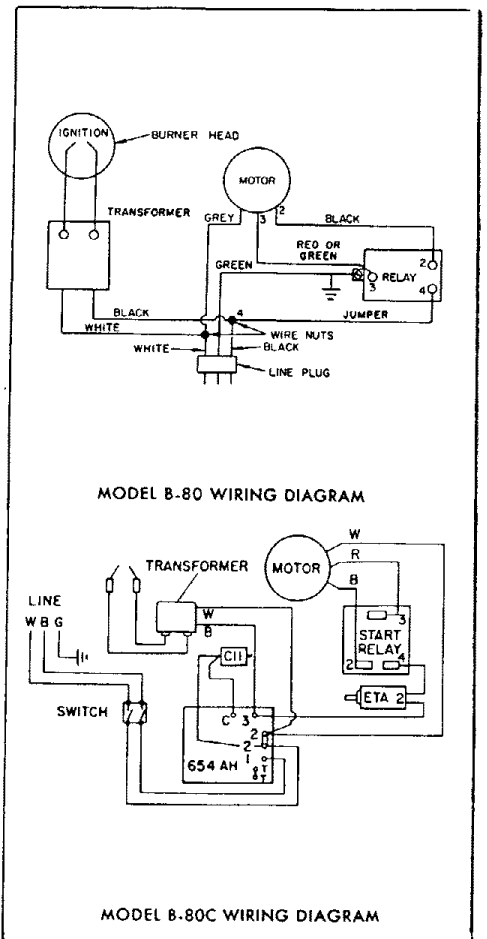 IGNITION
BURNER HEAD
MOTOR
TRANSFORMER
GREY
3
2
BLACK
RED OR
GREEN
GREEN
2
RELAY
3
4
BLACK
4
JUMPER
WHITE
WIRE NUTS
WHITE
BLACK
LINE PLUG
MODEL B-80 WIRING DIAGRAM
W
TRANSFORMER
MOTOR
R
B
LINE
W B G
W
B
3
START
RELAY
2
4
C11
ETA 2
SWITCH
C 3
2
2
1
654 AH
T
T
MODEL B-80C WIRING DIAGRAM